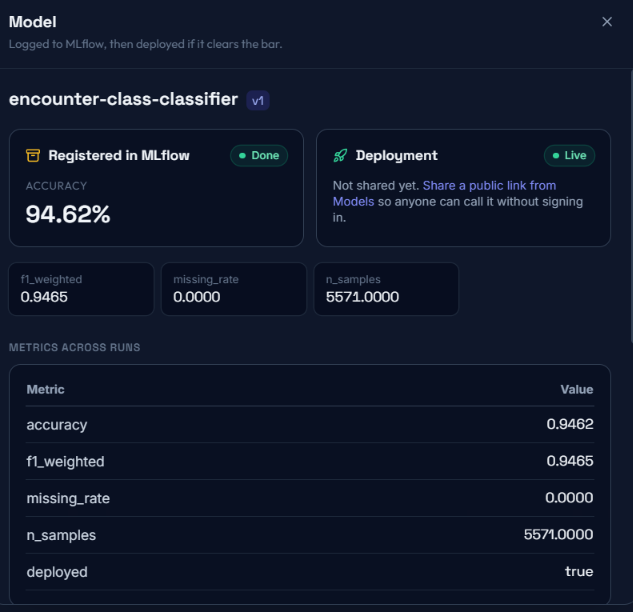 Model
Logged to MLflow, then deployed if it clears the bar.
encounter-class-classifier v1
Registered in MLflow Done
ACCURACY
94.62%
Deployment Live
Not shared yet. Share a public link from
Models so anyone can call it without signing
in.
f1_weighted
0.9465
missing_rate
0.0000
n_samples
5571.0000
METRICS ACROSS RUNS
Metric Value
accuracy 0.9462
f1_weighted 0.9465
missing_rate 0.0000
n_samples 5571.0000
deployed true